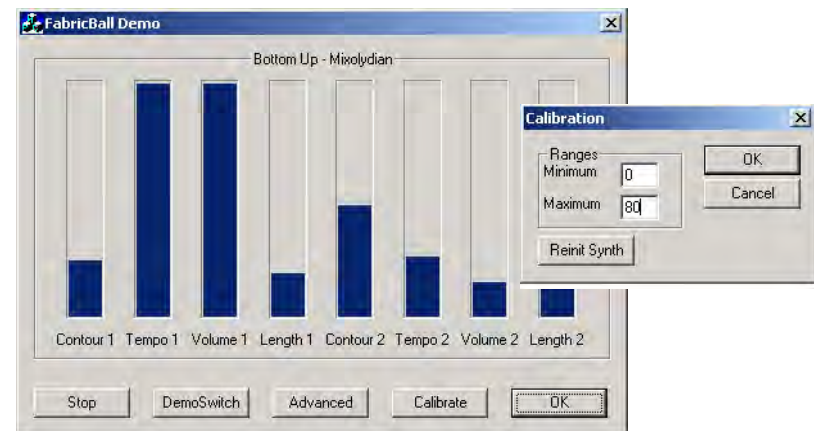 FabricBall Demo
Bottom Up - Mixolydian
Calibration
Ranges
Minimum 0
Maximum 80
OK
Cancel
Reinit Synth
Contour 1 Tempo 1 Volume 1 Length 1 Contour 2 Tempo 2 Volume 2 Length 2
Stop DemoSwitch Advanced Calibrate OK